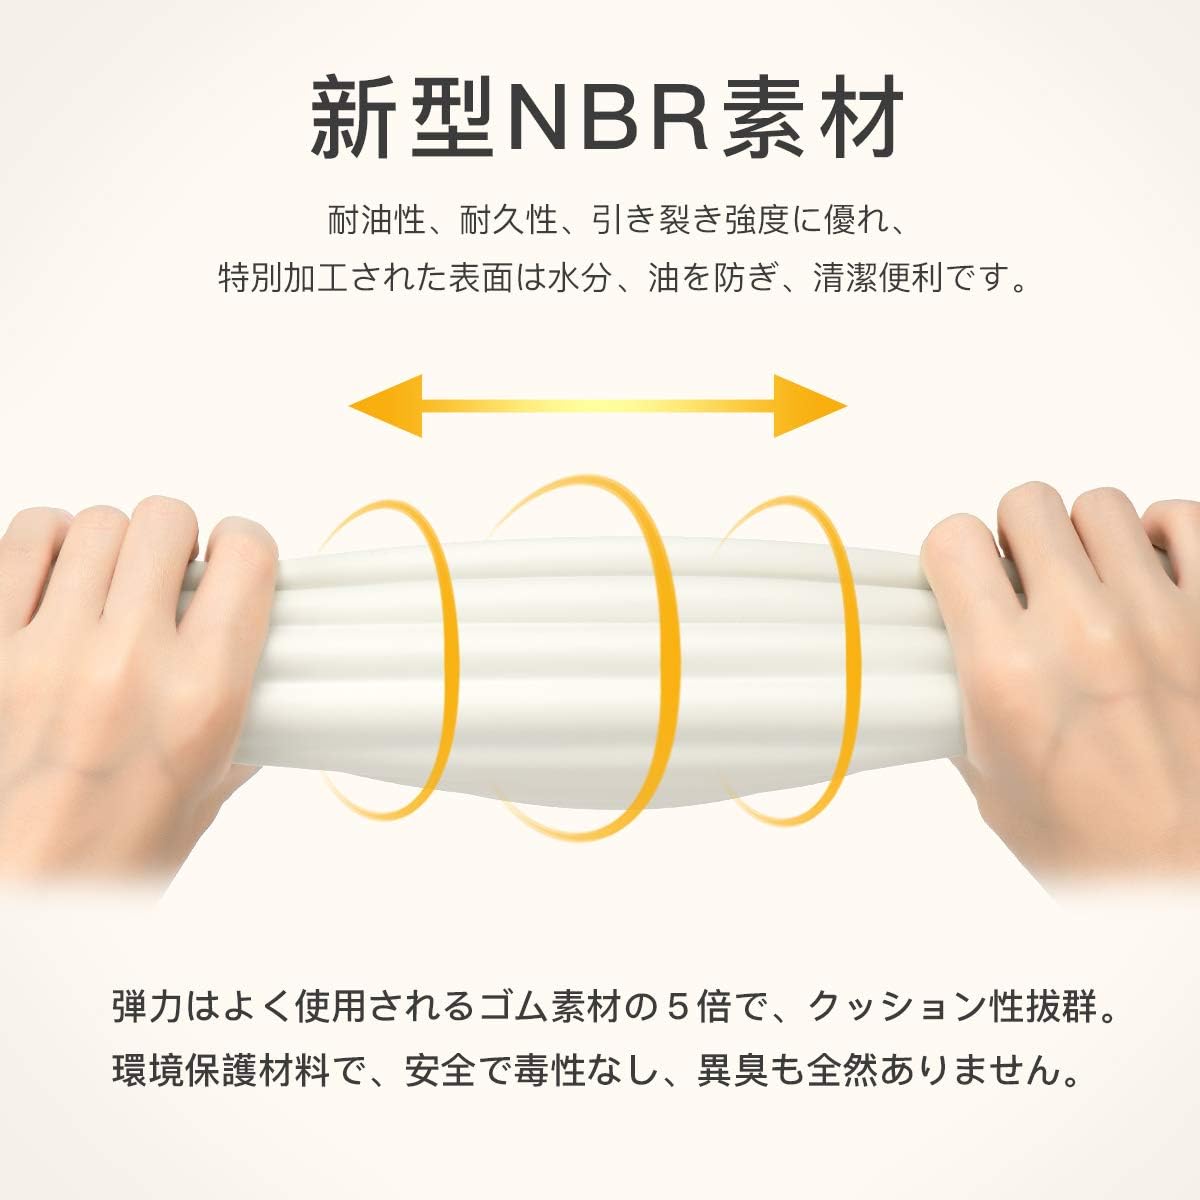 新型NBR素材
耐油性、耐久性、引き裂き強度に優れ、
特別加工された表面は水分、油を防ぎ、清潔便利です。
弾力はよく使用されるゴム素材の５倍で、クッション性抜群。
環境保護材料で、安全で毒性なし、異臭も全然ありません。